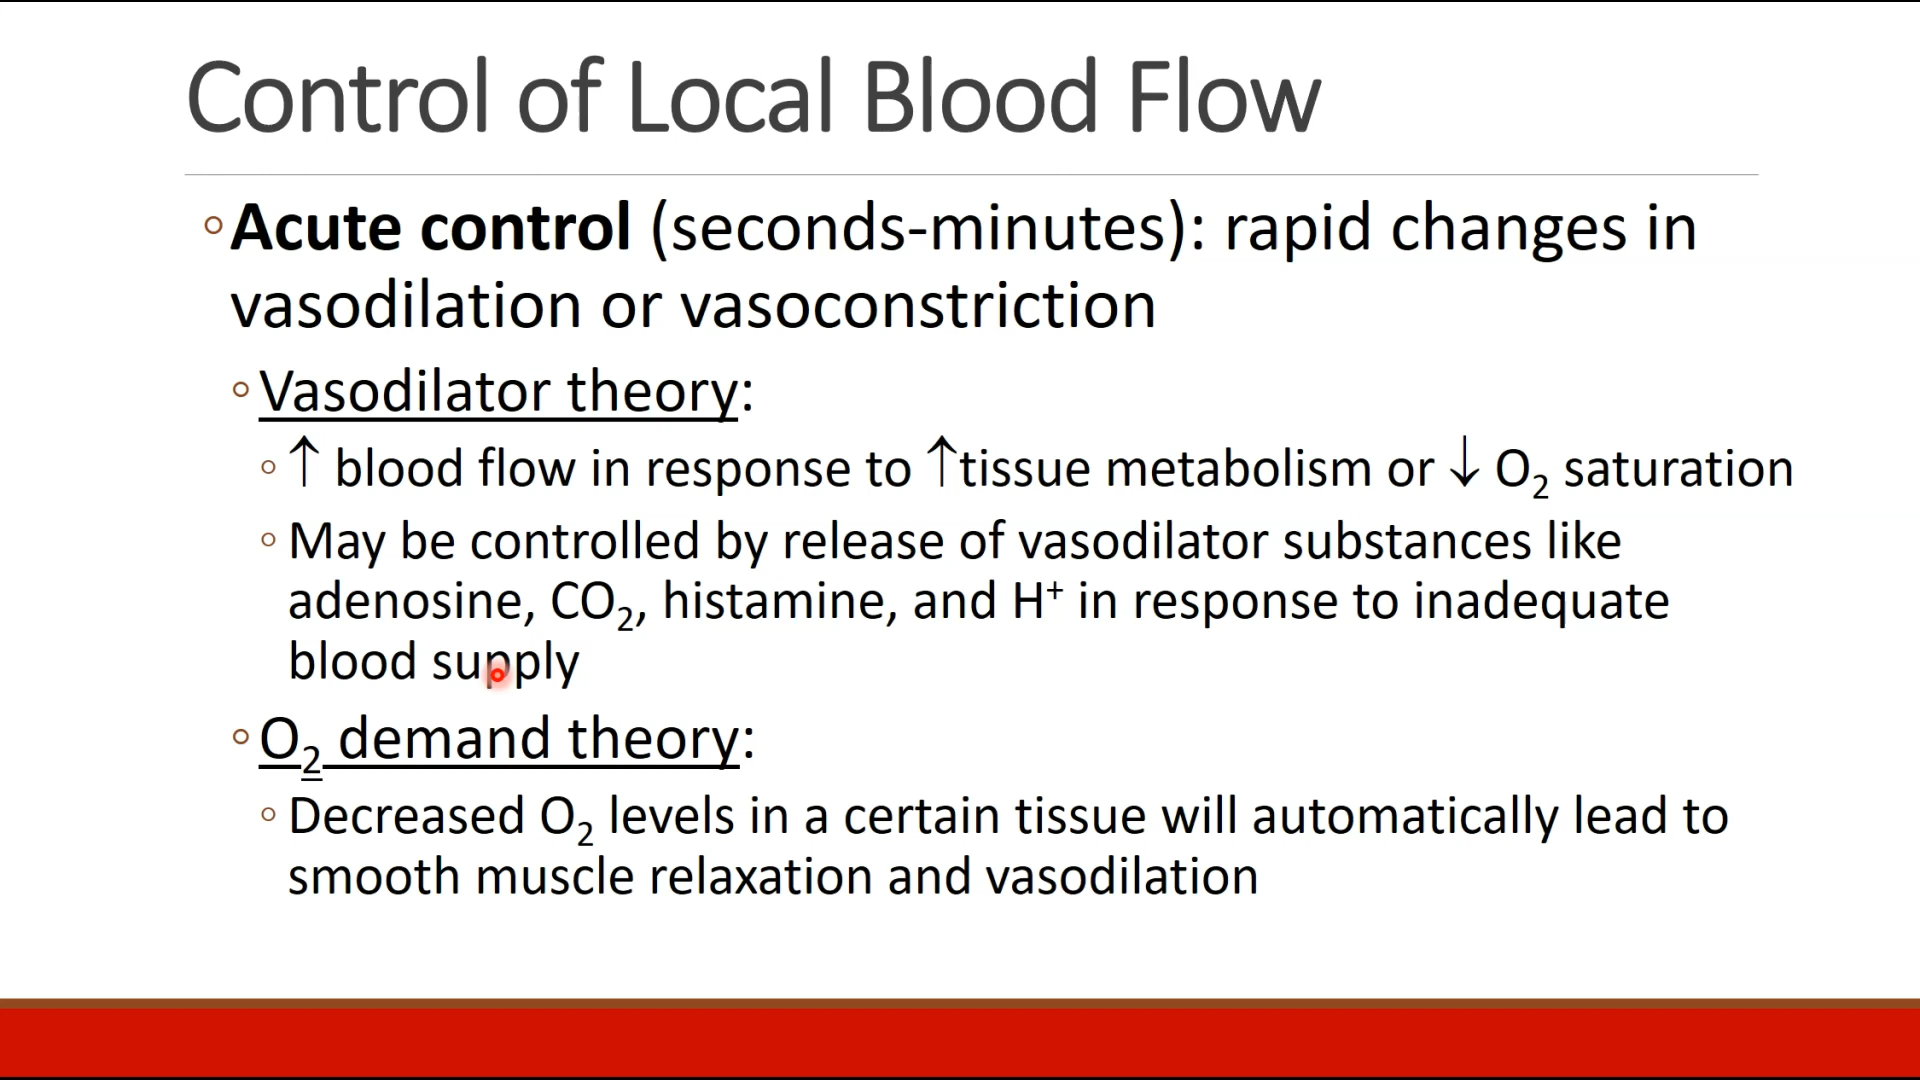 Control of Local Blood Flow
◦Acute control (seconds-minutes): rapid changes in
vasodilation or vasoconstriction
◦Vasodilator theory:
◦↑ blood flow in response to ↑tissue metabolism or ↓ O₂ saturation
◦May be controlled by release of vasodilator substances like
adenosine, CO₂, histamine, and H⁺ in response to inadequate
blood supply
◦O₂ demand theory:
◦Decreased O₂ levels in a certain tissue will automatically lead to
smooth muscle relaxation and vasodilation